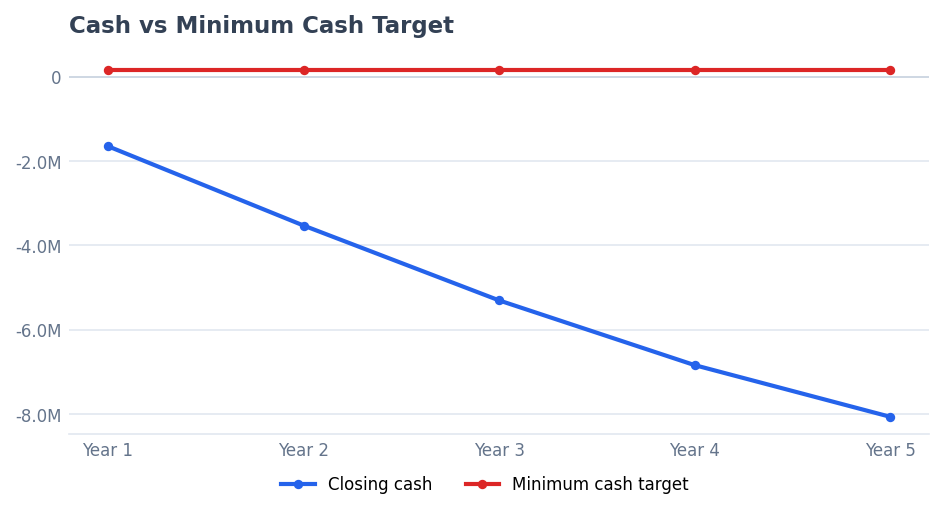 Cash vs Minimum Cash Target
0
-2.0M
-4.0M
-6.0M
-8.0M
Year 1 Year 2 Year 3 Year 4 Year 5
Closing cash Minimum cash target